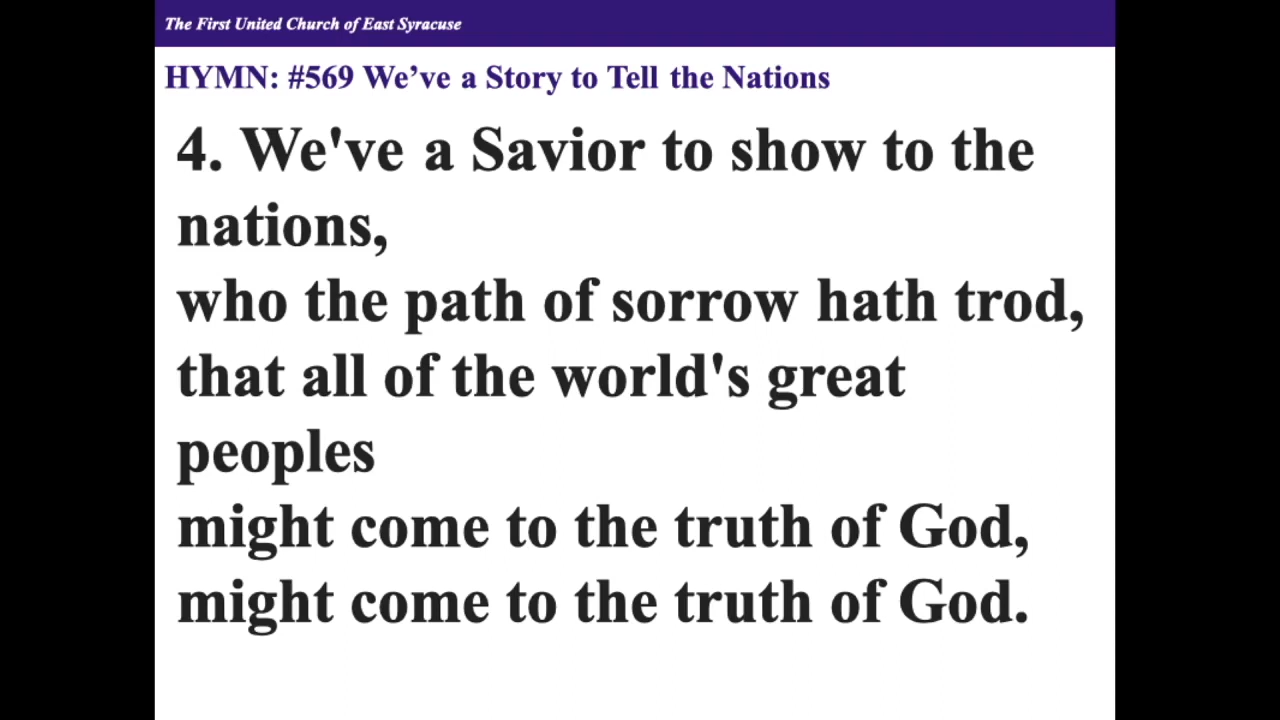 The First United Church of East Syracuse
HYMN: #569 We’ve a Story to Tell the Nations
4. We've a Savior to show to the
nations,
who the path of sorrow hath trod,
that all of the world's great
peoples
might come to the truth of God,
might come to the truth of God.